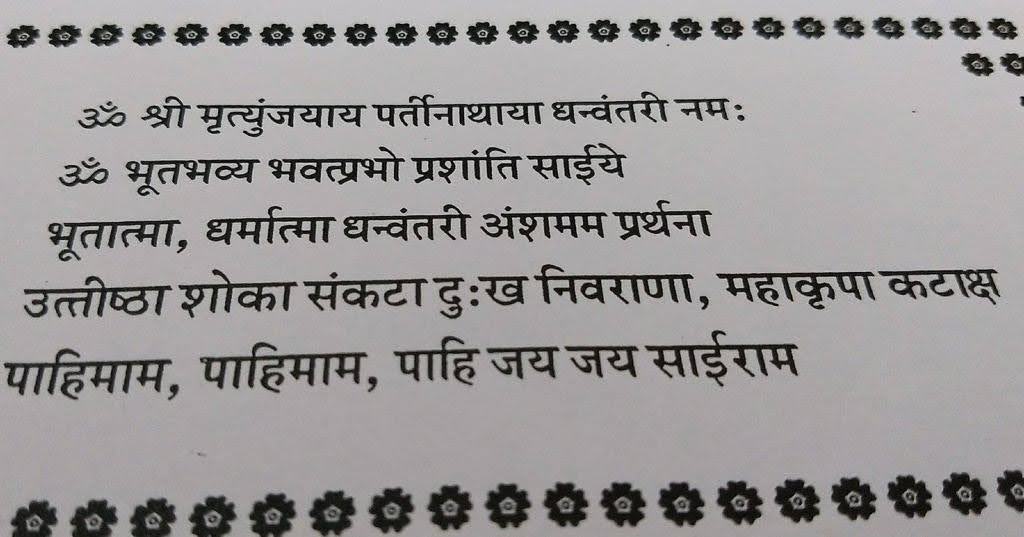 ॐ श्री मृत्युंजयाय पर्तीनाथाया धन्वंतरी नमः
ॐ भूतभव्य भवत्प्रभो प्रशांति साईये
भूतात्मा, धर्मात्मा धन्वंतरी अंशमम प्रर्थना
उत्तीष्ठा शोका संकटा दुःख निवराणा, महाकृपा कटाक्ष
पाहिमाम, पाहिमाम, पाहि जय जय साईराम